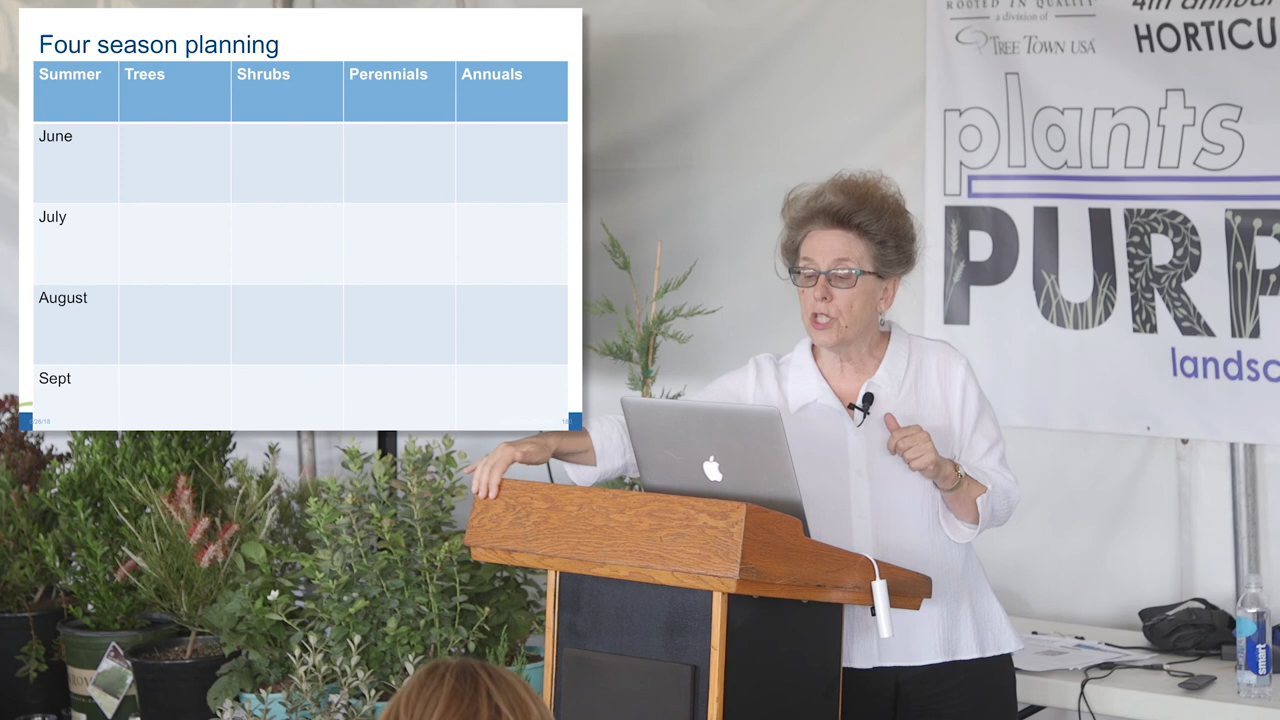 Four season planning
Summer Trees Shrubs Perennials Annuals
June
July
August
Sept
ROOTED IN QUALITY
a division of
TREE TOWN USA
4th annual
HORTICU
plants
PURP
landsc
smart